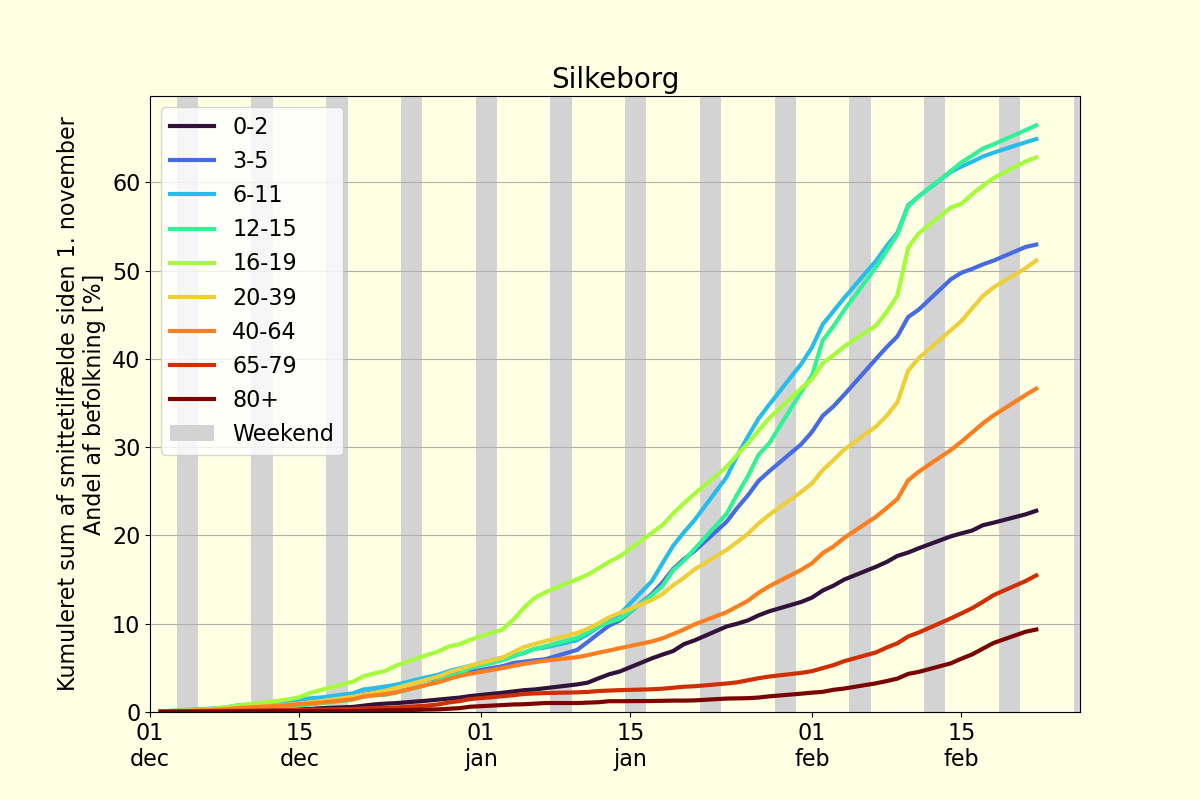 Silkeborg
Kumuleret sum af smittetilfælde siden 1. november
Andel af befolkning [%]
0-2
3-5
6-11
12-15
16-19
20-39
40-64
65-79
80+
Weekend
60
50
40
30
20
10
0
01 15 01 15 01 15
dec dec jan jan feb feb